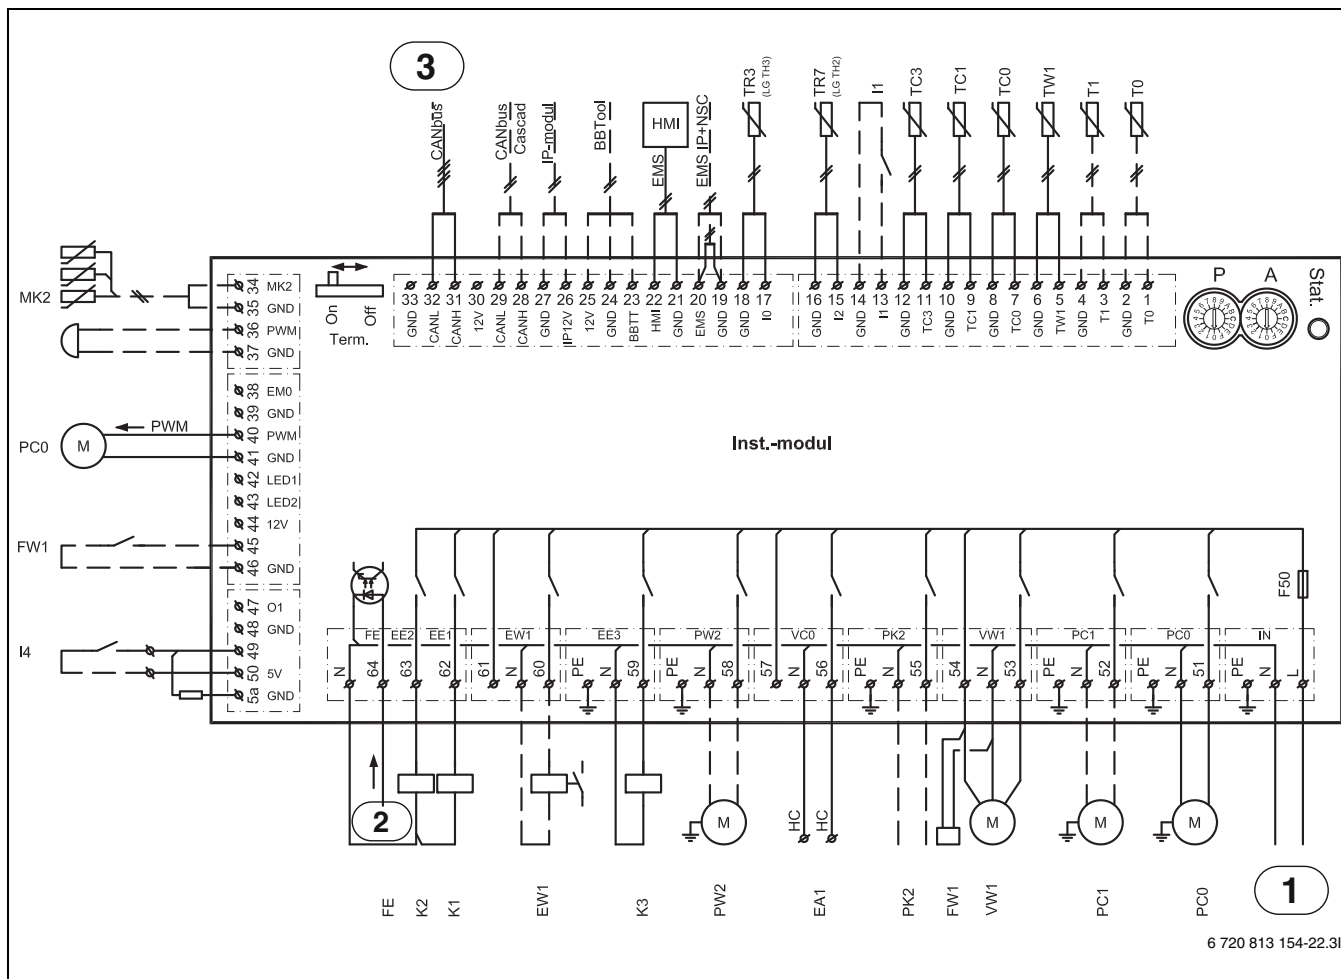 3
CANbus
CANbus
Cascad
IP-modul
BBTool
HMI
EMS
EMS IP+NSC
TR3
(LG TH3)
TR7
(LG TH2)
I1
TC3
TC1
TC0
TW1
T1
T0
33 32 31 30 29 28 27 26 25 24 23 22 21 20 19 18 17
GND CANL CANH 12V CANL CANH GND IP12V 12V GND BBTT HMI GND EMS GND GND I0
16 15 14 13 12 11 10 9 8 7 6 5 4 3 2 1
GND I2 GND I1 GND TC3 GND TC1 GND TC0 GND TW1 GND T1 GND T0
P A Stat.
On Off
Term.
MK2
34 MK2
35 GND
36 PWM
37 GND
38 EM0
39 GND
PC0 M PWM 40 PWM
41 GND
42 LED1
43 LED2
44 12V
FW1 45
46 GND
47 O1
48 GND
I4 49
50 5V
5a GND
Inst.-modul
F50
FE EE2 EE1 EW1 EE3 PW2 VC0 PK2 VW1 PC1 PC0 IN
N 64 63 62 61 N 60 PE N 59 PE N 58 57 N 56 PE N 55 54 N 53 PE N 52 PE N 51 PE N L
2
HC HC
M M M M
1
FE K2 K1 EW1 K3 PW2 EA1 PK2 FW1 VW1 PC1 PC0
6 720 813 154-22.3I